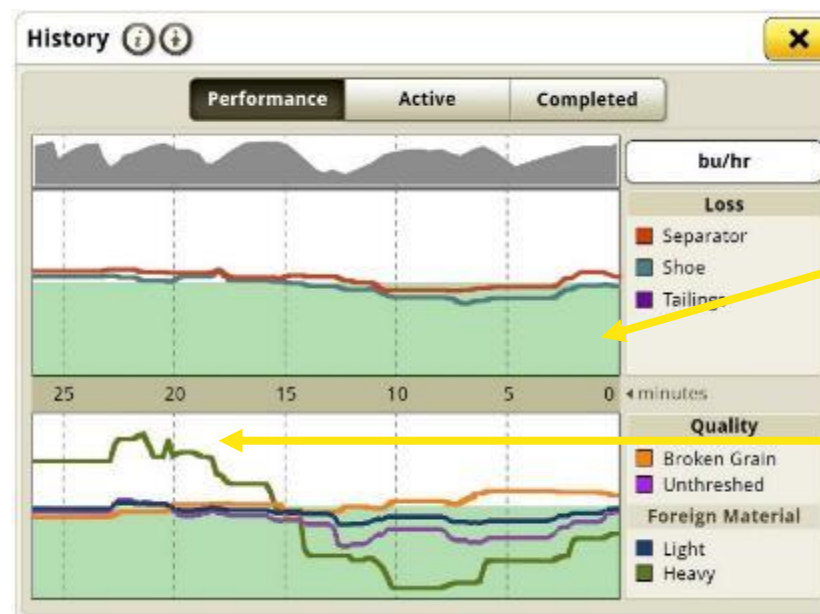 History
Performance Active Completed
bu/hr
Loss
Separator
Shoe
Tailings
25 20 15 10 5 0 minutes
Quality
Broken Grain
Unthreshed
Foreign Material
Light
Heavy